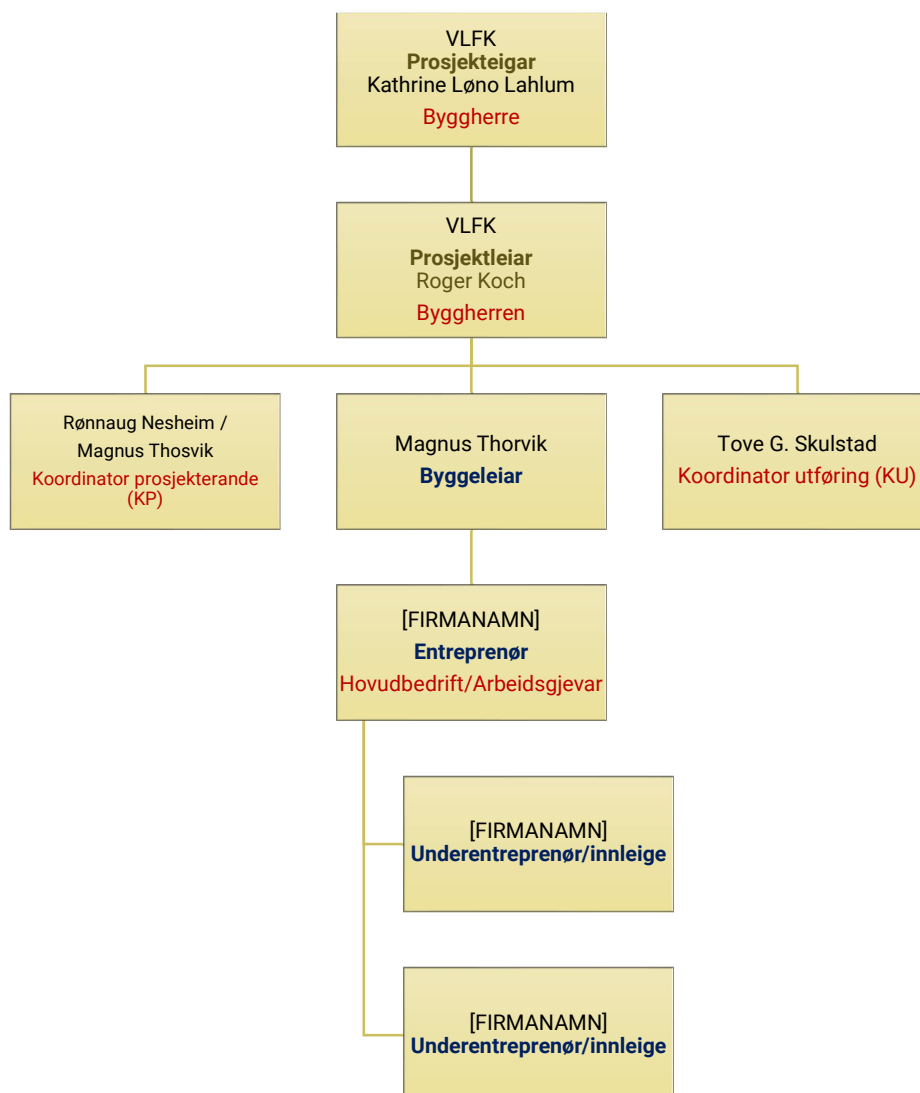 VLFK
Prosjekteigar
Kathrine Løno Lahlum
Byggherre
VLFK
Prosjektleiar
Roger Koch
Byggherren
Rønnaug Nesheim /
Magnus Thosvik
Koordinator prosjekterande
(KP)
Magnus Thorvik
Byggeleiar
Tove G. Skulstad
Koordinator utføring (KU)
[FIRMANAMN]
Entreprenør
Hovudbedrift/Arbeidsgjevar
[FIRMANAMN]
Underentreprenør/innleige
[FIRMANAMN]
Underentreprenør/innleige